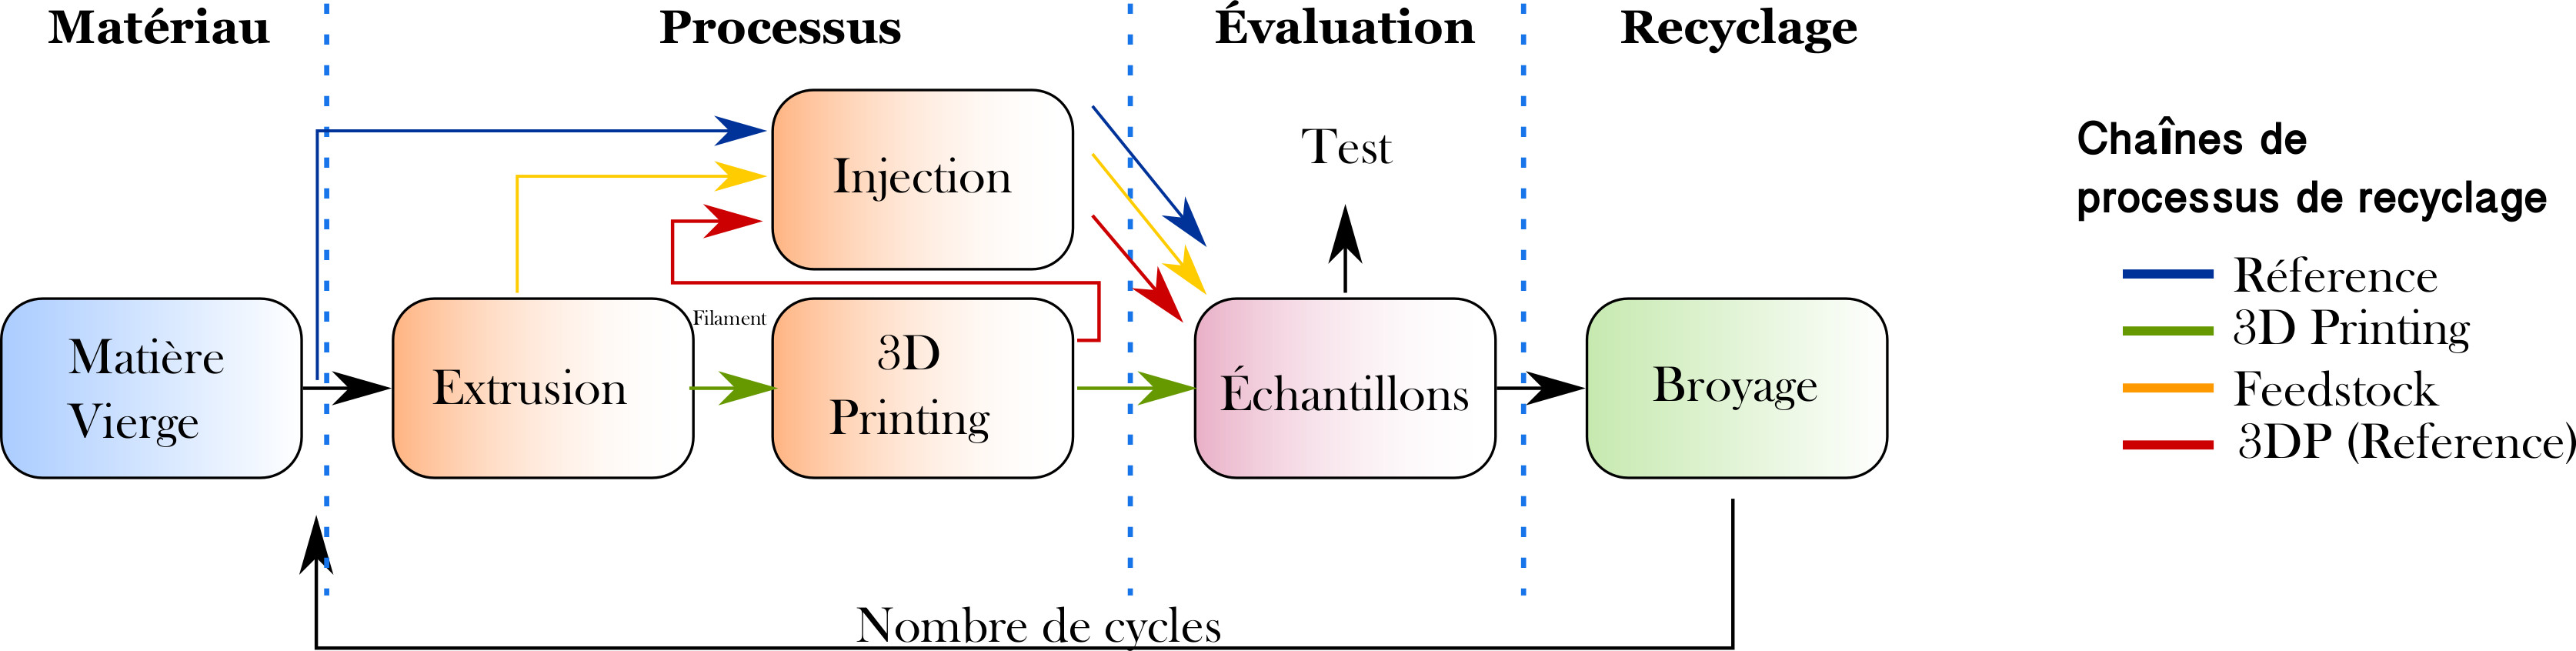 Matériau
Processus
Évaluation
Recyclage
Injection
Test
Chaînes de
processus de recyclage
Réference
3D Printing
Feedstock
3DP (Reference)
Matière
Vierge
Extrusion
Filament
3D
Printing
Échantillons
Broyage
Nombre de cycles